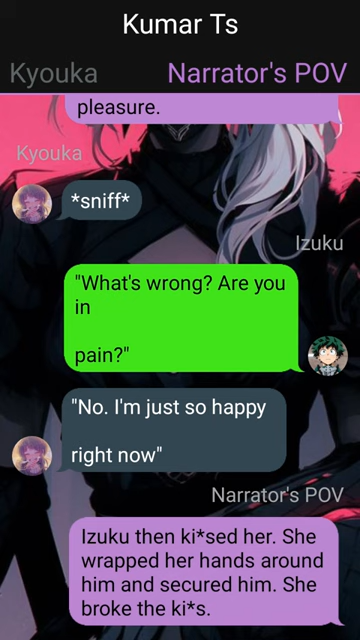 Kumar Ts
Kyouka
Narrator's POV
pleasure.
Kyouka
*sniff*
Izuku
"What's wrong? Are you
in
pain?"
"No. I'm just so happy
right now"
Narrator's POV
Izuku then ki*sed her. She
wrapped her hands around
him and secured him. She
broke the ki*s.